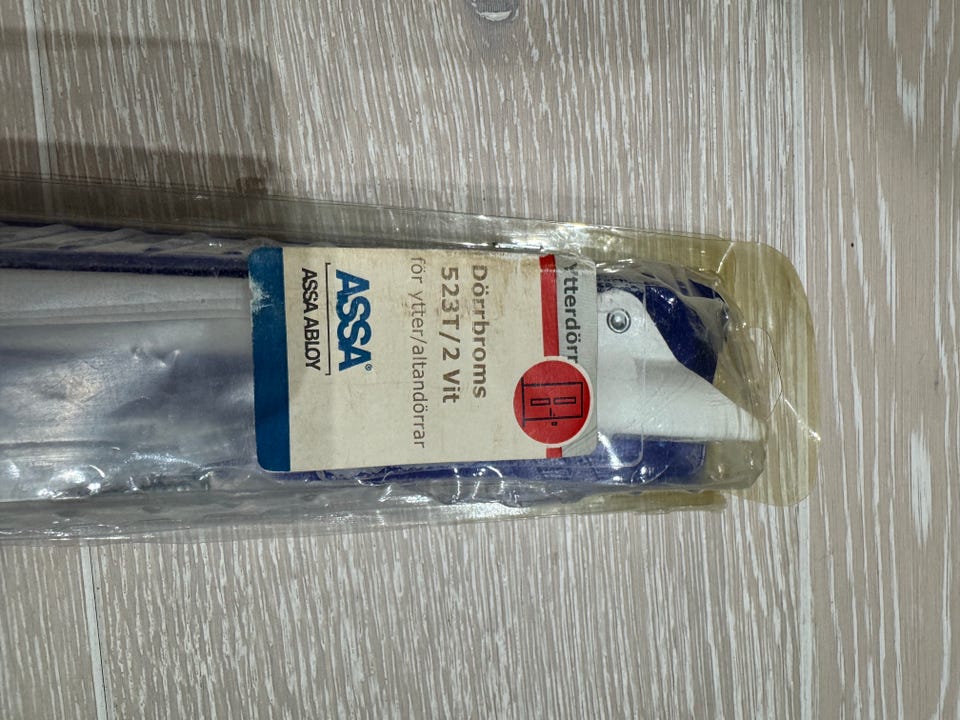 Ytterdörr
Dörrbroms
523T/2 Vit
för ytter/altandörrar
ASSA®
ASSA ABLOY